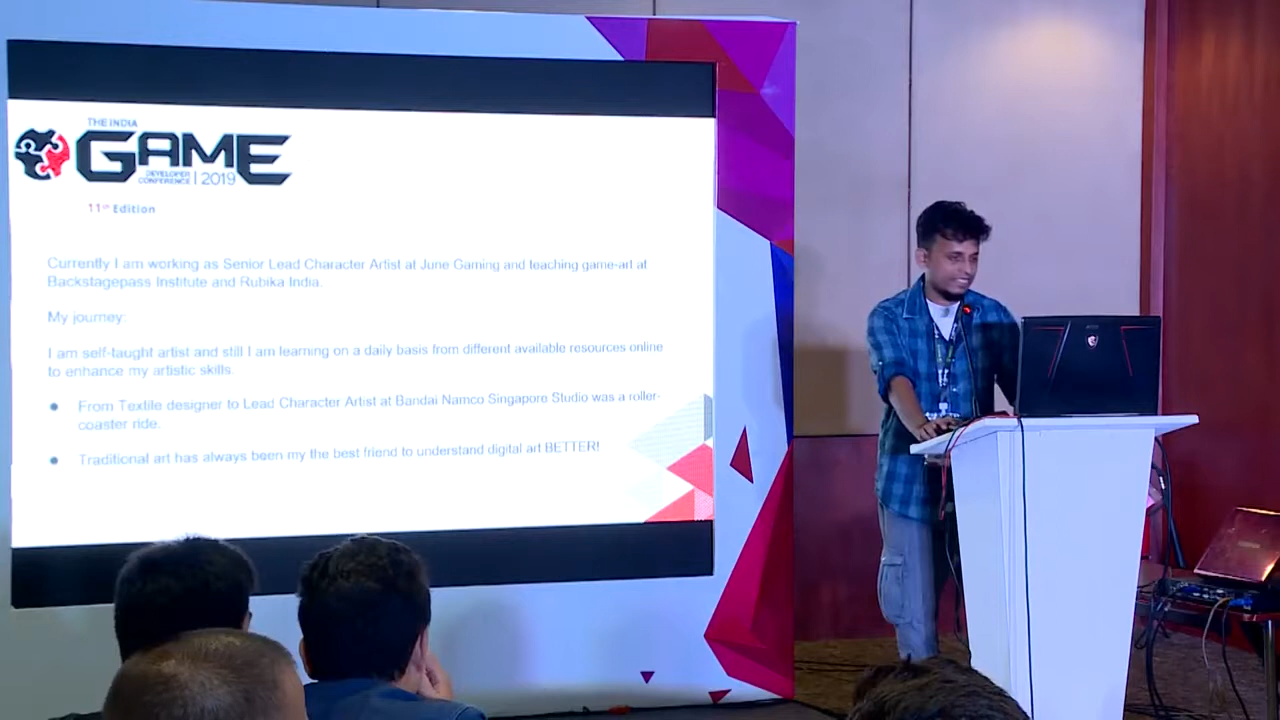 THE INDIA
GAME
DEVELOPER
CONFERENCE | 2019
11th Edition
Currently I am working as Senior Lead Character Artist at June Gaming and teaching game-art at
Backstagepass Institute and Rubika India.
My journey:
I am self-taught artist and still I am learning on a daily basis from different available resources online
to enhance my artistic skills.
● From Textile designer to Lead Character Artist at Bandai Namco Singapore Studio was a roller-
coaster ride.
● Traditional art has always been my the best friend to understand digital art BETTER!